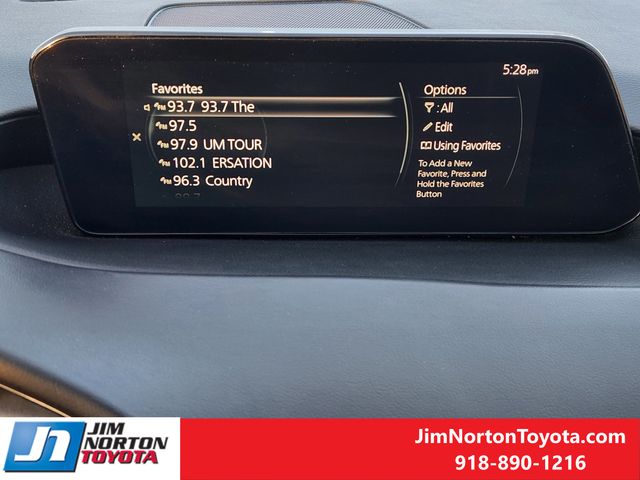 5:28pm
Favorites
93.7 93.7 The
97.5
97.9 UM TOUR
102.1 ERSATION
96.3 Country
Options
:All
Edit
Using Favorites
To Add a New
Favorite, Press and
Hold the Favorites
Button
JIM
NORTON
TOYOTA
JimNortonToyota.com
918-890-1216